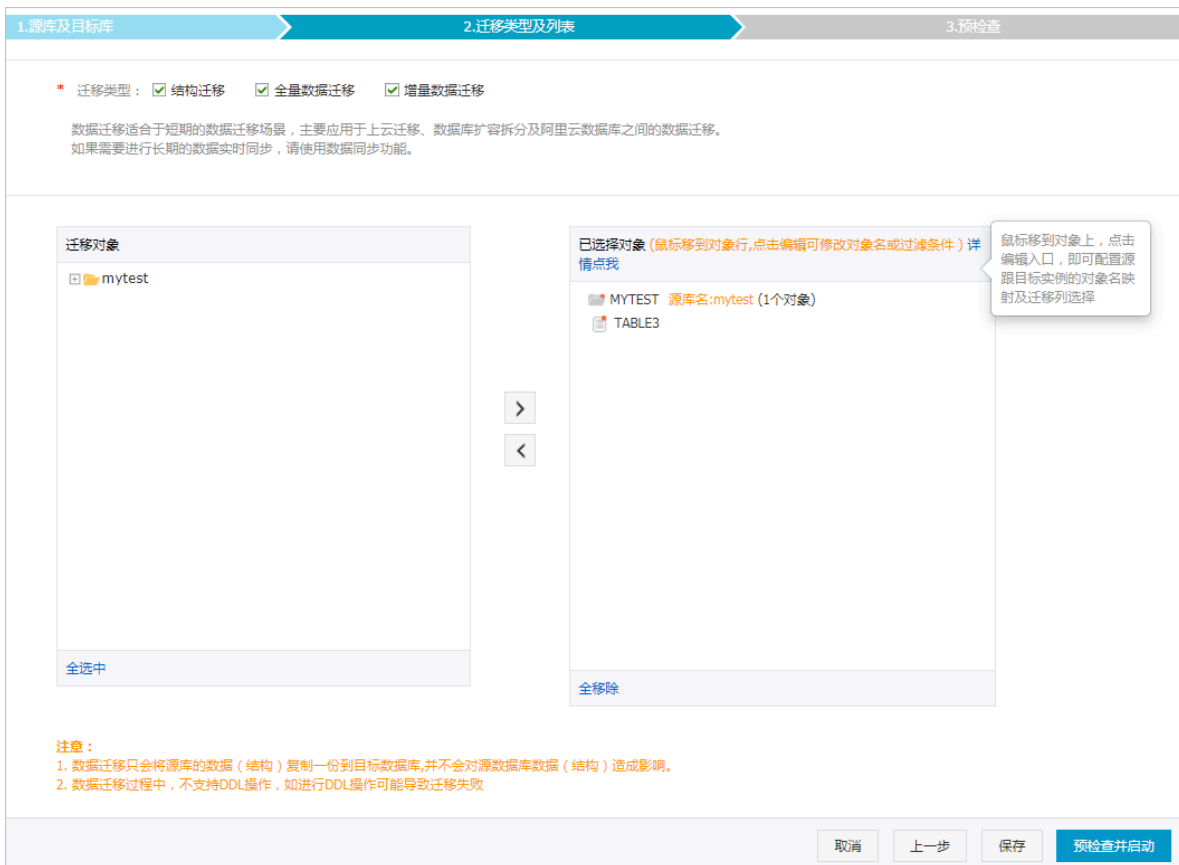 1.源库及目标库
2.迁移类型及列表
3.预检查
* 迁移类型： 结构迁移 全量数据迁移 增量数据迁移
数据迁移适合于短期的数据迁移场景，主要应用于上云迁移、数据库扩容拆分及阿里云数据库之间的数据迁移。
如果需要进行长期的数据实时同步，请使用数据同步功能。
迁移对象
mytest
全选中
已选择对象 (鼠标移到对象行,点击编辑可修改对象名或过滤条件）详
情点我
MYTEST 源库名:mytest (1个对象)
TABLE3
全移除
鼠标移到对象上，点击
编辑入口，即可配置源
跟目标实例的对象名映
射及迁移列选择
注意：
1. 数据迁移只会将源库的数据（结构）复制一份到目标数据库,并不会对源数据库数据（结构）造成影响。
2. 数据迁移过程中，不支持DDL操作，如进行DDL操作可能导致迁移失败
取消
上一步
保存
预检查并启动